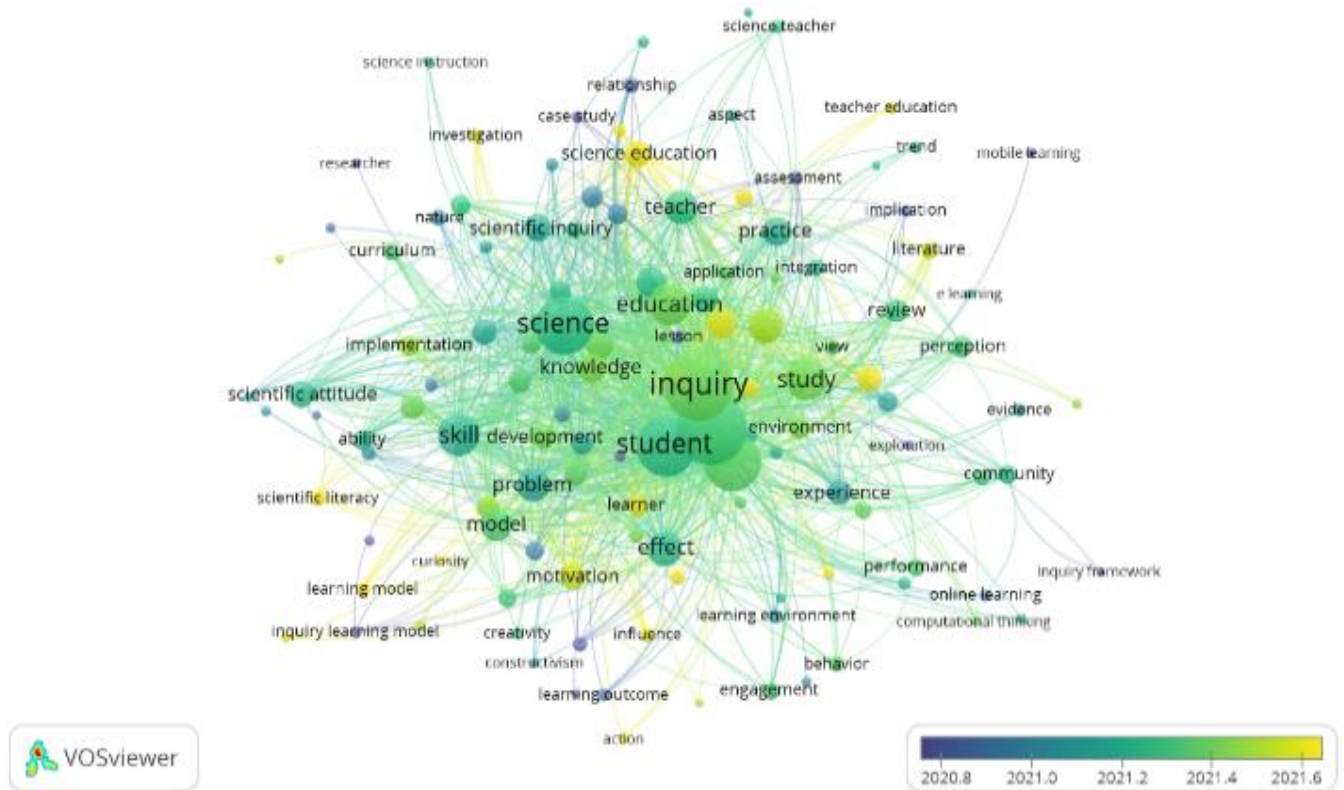 science teacher
science instruction
relationship
teacher education
case study
aspect
investigation
trend
science education
mobile learning
researcher
assessment
teacher
implication
nature
scientific inquiry
practice
curriculum
literature
application
integration
e learning
education
review
science
lesson
view
perception
implementation
knowledge
inquiry
study
scientific attitude
evidence
environment
skill
development
ability
student
exploration
community
problem
experience
scientific literacy
learner
model
effect
curiosity
motivation
performance
inquiry framework
learning model
online learning
learning environment
computational thinking
inquiry learning model
creativity
influence
constructivism
behavior
learning outcome
engagement
action
VOSviewer
2020.8 2021.0 2021.2 2021.4 2021.6